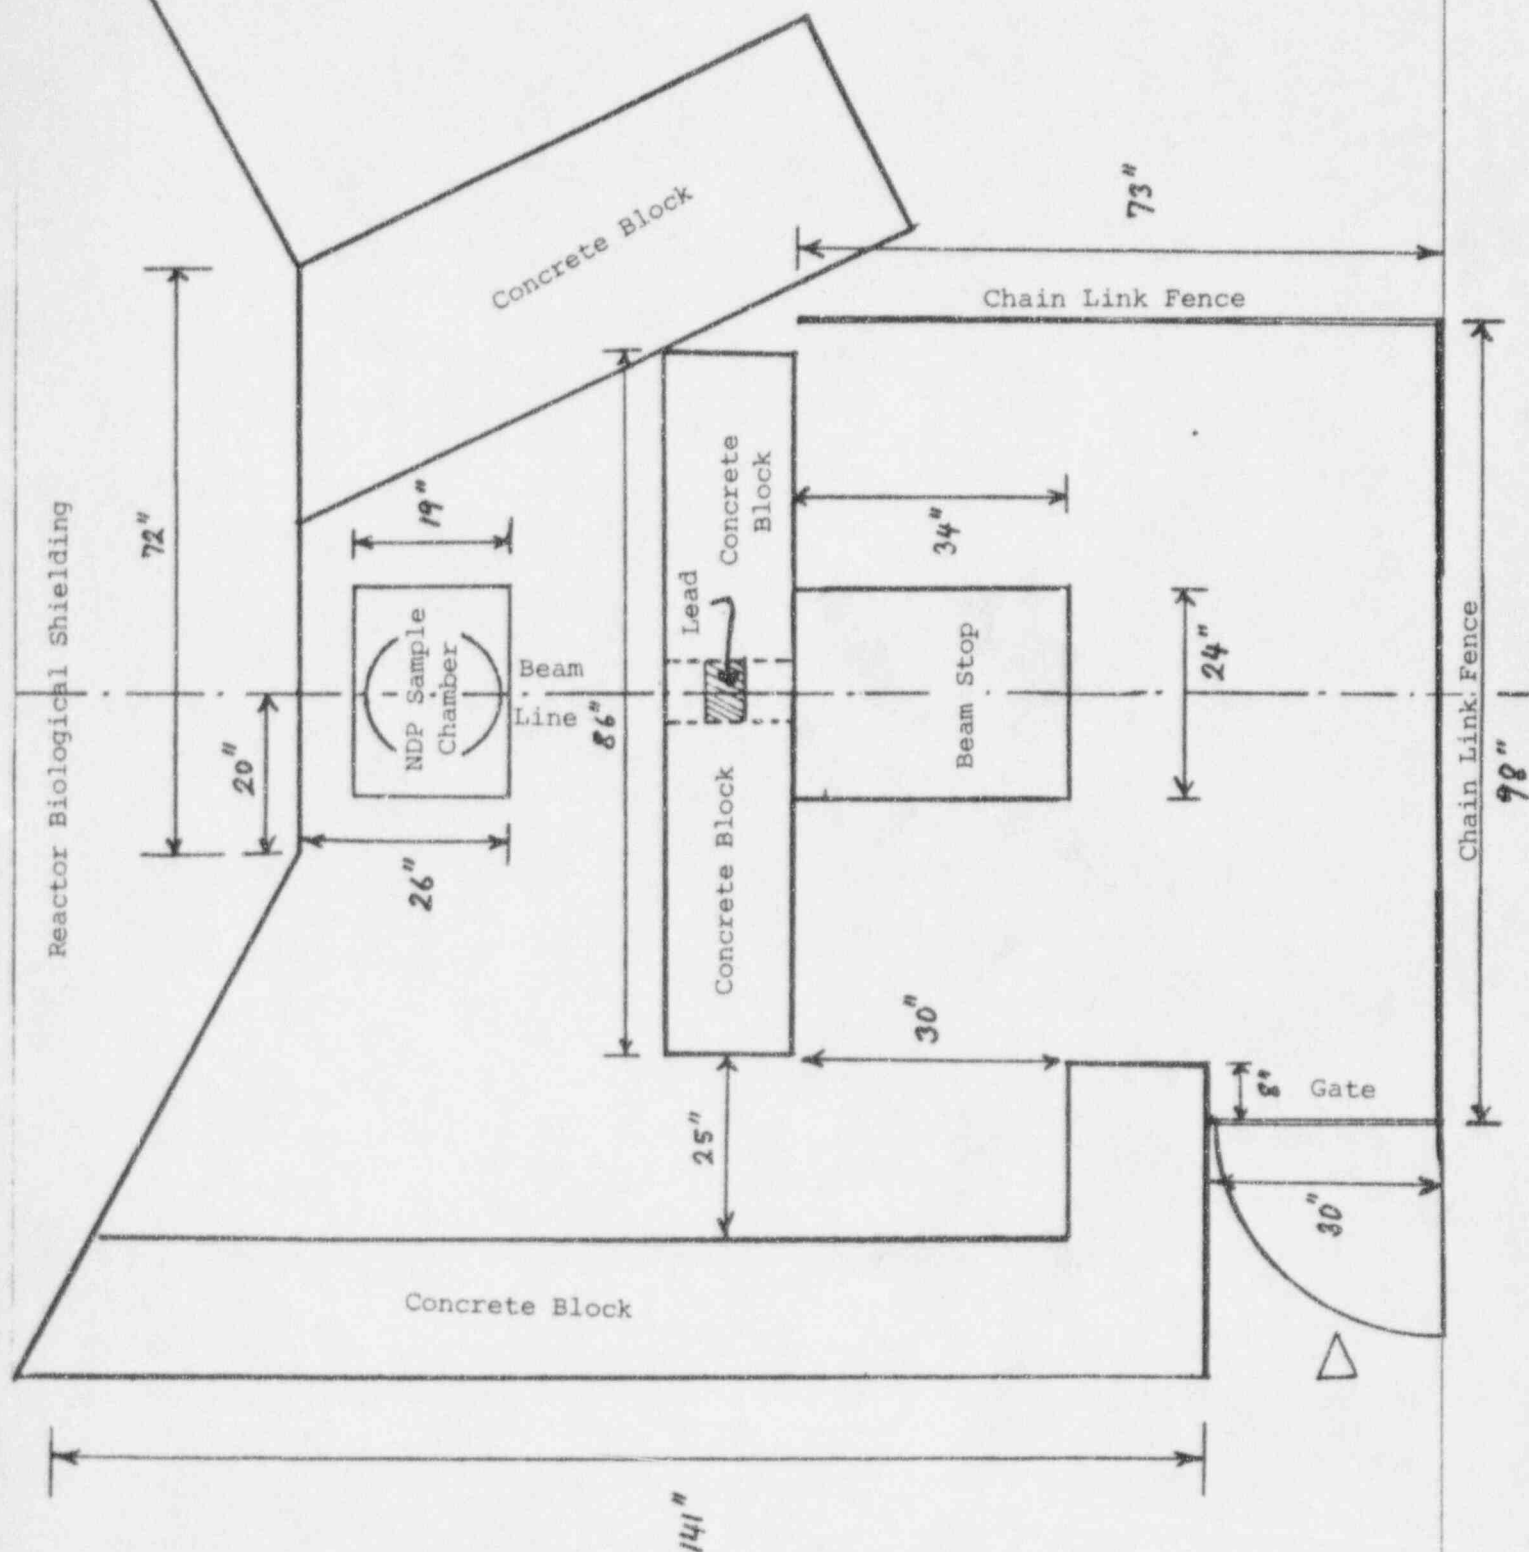 Reactor Biological Shielding
72"
20"
26"
19"
NDP Sample
Chamber
Beam
Line
Concrete Block
86"
Lead
Concrete
Block
Concrete Block
25"
34"
Beam Stop
24"
30"
73"
Chain Link Fence
8"
Gate
30"
Chain Link Fence
98"
Concrete Block
141"